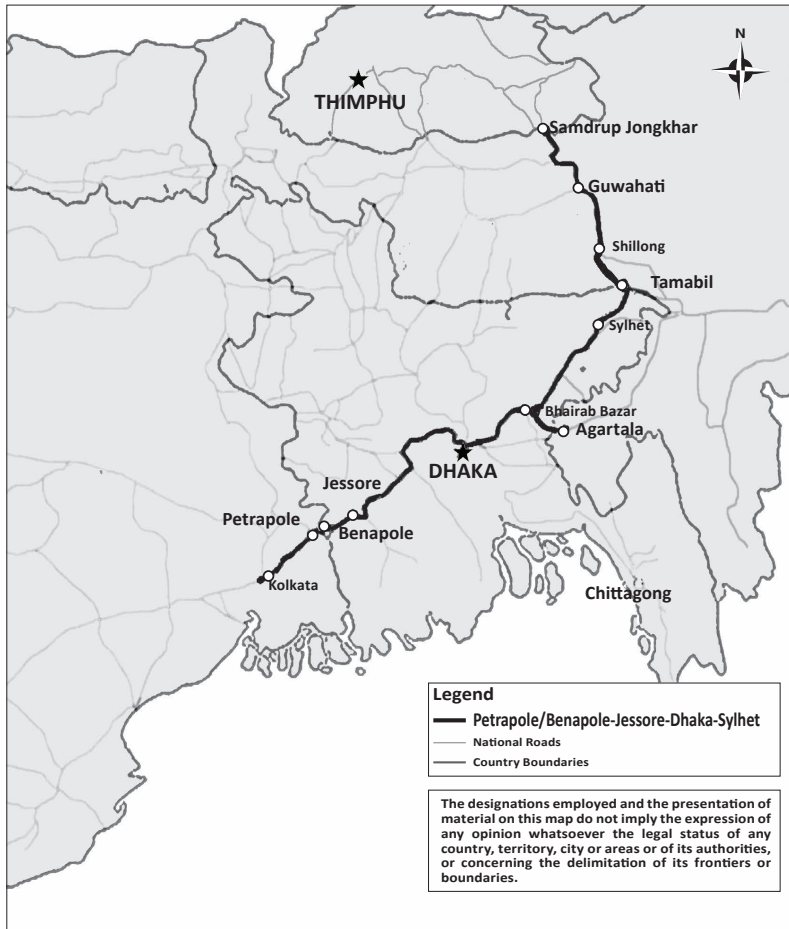 N
THIMPHU
Samdrup Jongkhar
Guwahati
Shillong
Tamabil
Sylhet
Bhairab Bazar
Agartala
DHAKA
Jessore
Petrapole
Benapole
Kolkata
Chittagong
Legend
Petrapole/Benapole-Jessore-Dhaka-Sylhet
National Roads
Country Boundaries
The designations employed and the presentation of
material on this map do not imply the expression of
any opinion whatsoever the legal status of any
country, territory, city or areas or of its authorities,
or concerning the delimitation of its frontiers or
boundaries.